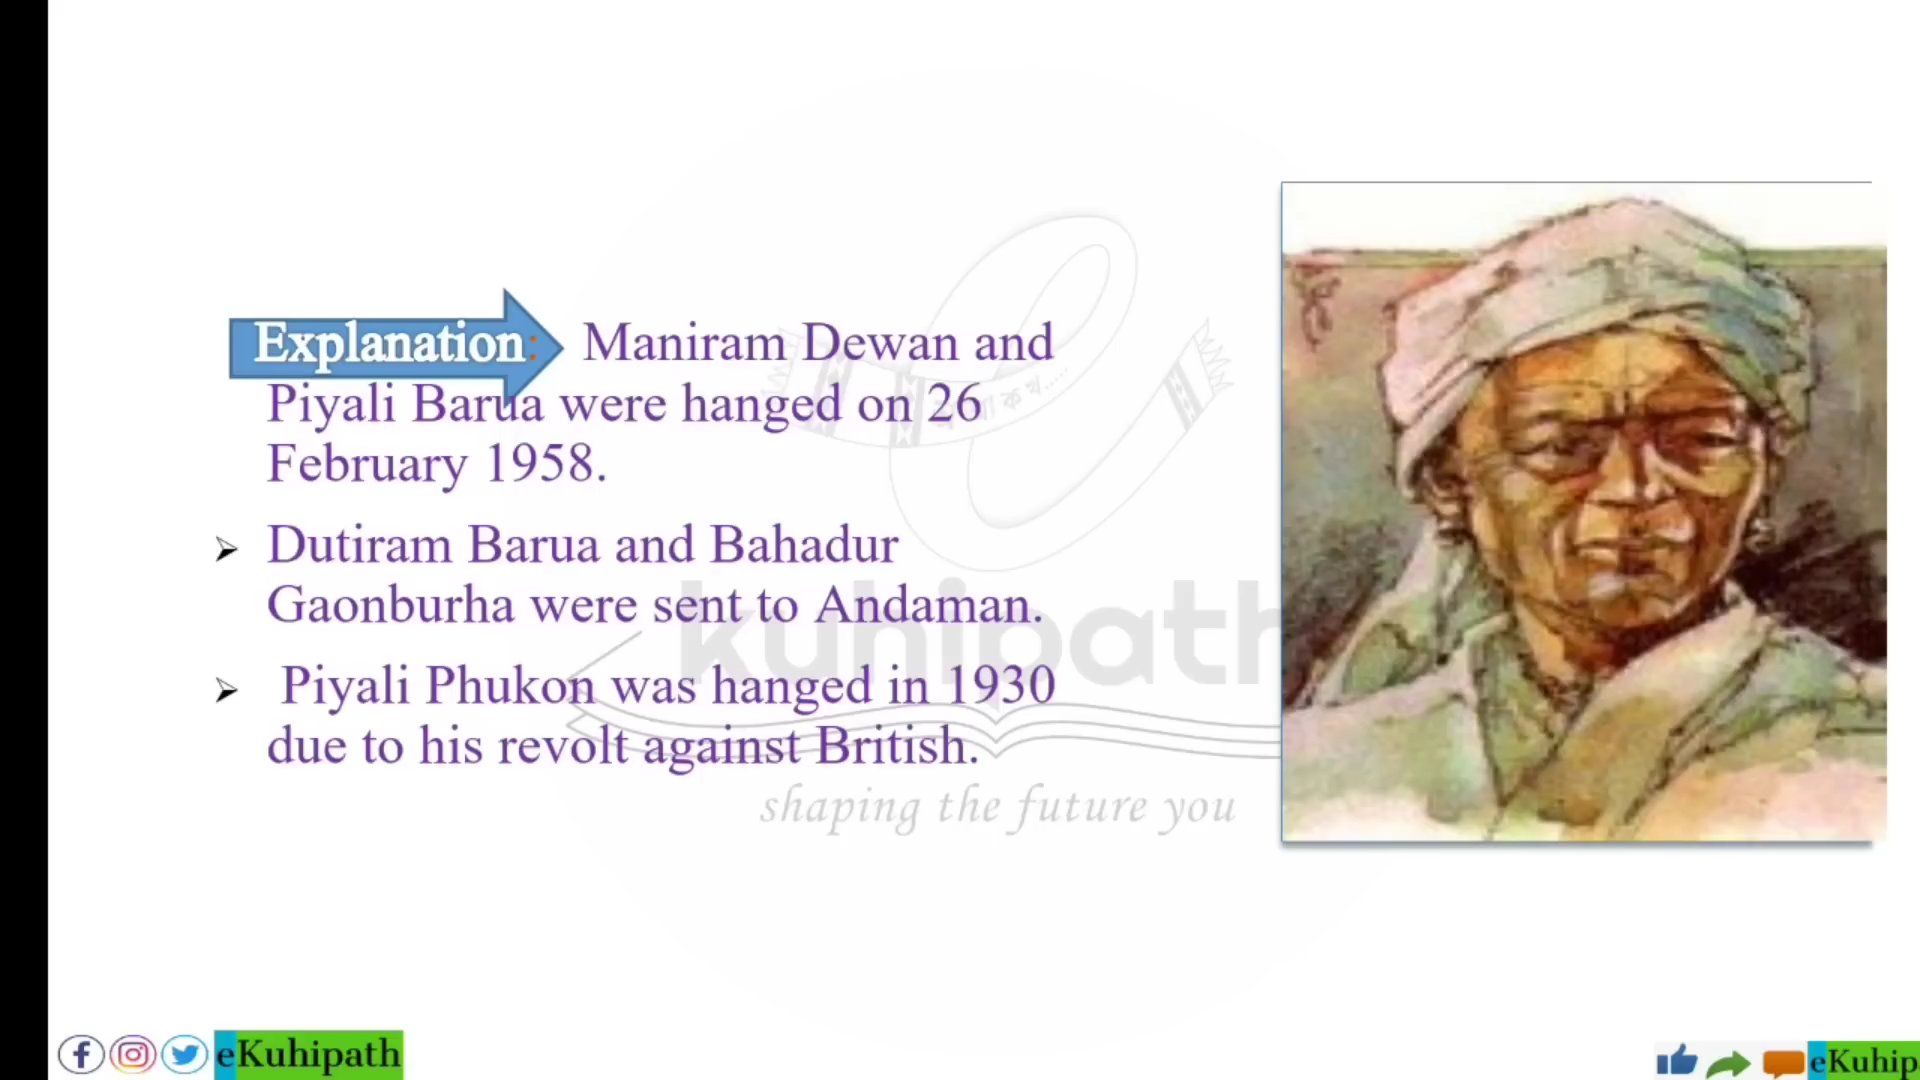 Explanation: Maniram Dewan and
Piyali Barua were hanged on 26
February 1958.
➢ Dutiram Barua and Bahadur
Gaonburha were sent to Andaman.
➢ Piyali Phukon was hanged in 1930
due to his revolt against British.
kuhipath
shaping the future you
eKuhipath
eKuhip